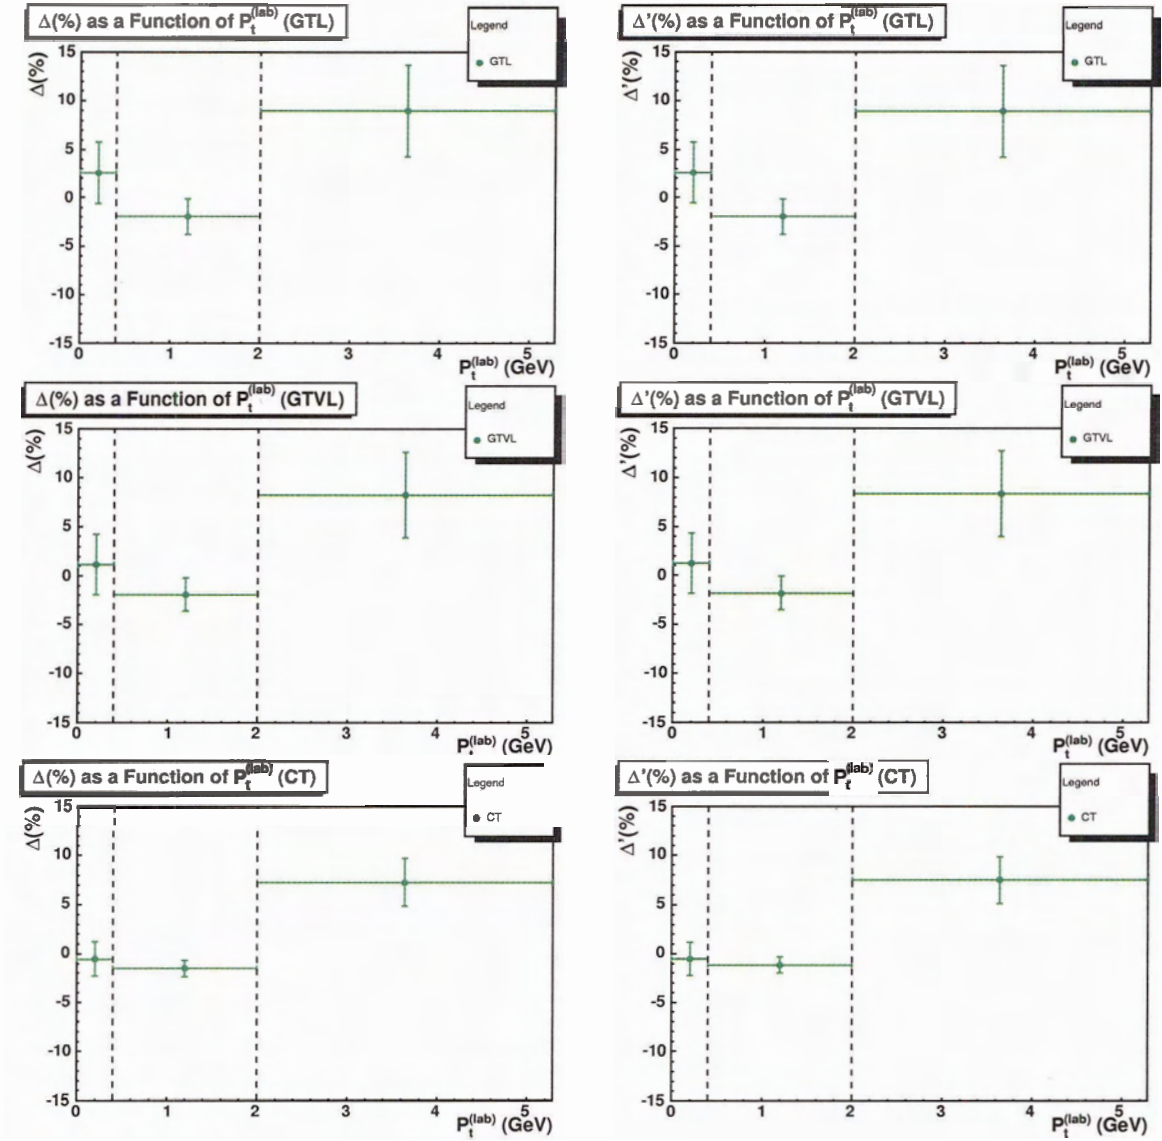 Δ(%) as a Function of P_t^(lab) (GTL)
Legend
GTL
Δ(%)
15
10
5
0
-5
-10
-15
0 1 2 3 4 5
P_t^(lab) (GeV)
Δ'(%) as a Function of P_t^(lab) (GTL)
Legend
GTL
Δ'(%)
15
10
5
0
-5
-10
-15
0 1 2 3 4 5
P_t^(lab) (GeV)
Δ(%) as a Function of P_t^(lab) (GTVL)
Legend
GTVL
Δ(%)
15
10
5
0
-5
-10
-15
0 1 2 3 4 5
P_t^(lab) (GeV)
Δ'(%) as a Function of P_t^(lab) (GTVL)
Legend
GTVL
Δ'(%)
15
10
5
0
-5
-10
-15
0 1 2 3 4 5
P_t^(lab) (GeV)
Δ(%) as a Function of P_t^(lab) (CT)
Legend
CT
Δ(%)
15
10
5
0
-5
-10
-15
0 1 2 3 4 5
P_t^(lab) (GeV)
Δ'(%) as a Function of P_t^(lab) (CT)
Legend
CT
Δ'(%)
15
10
5
0
-5
-10
-15
0 1 2 3 4 5
P_t^(lab) (GeV)